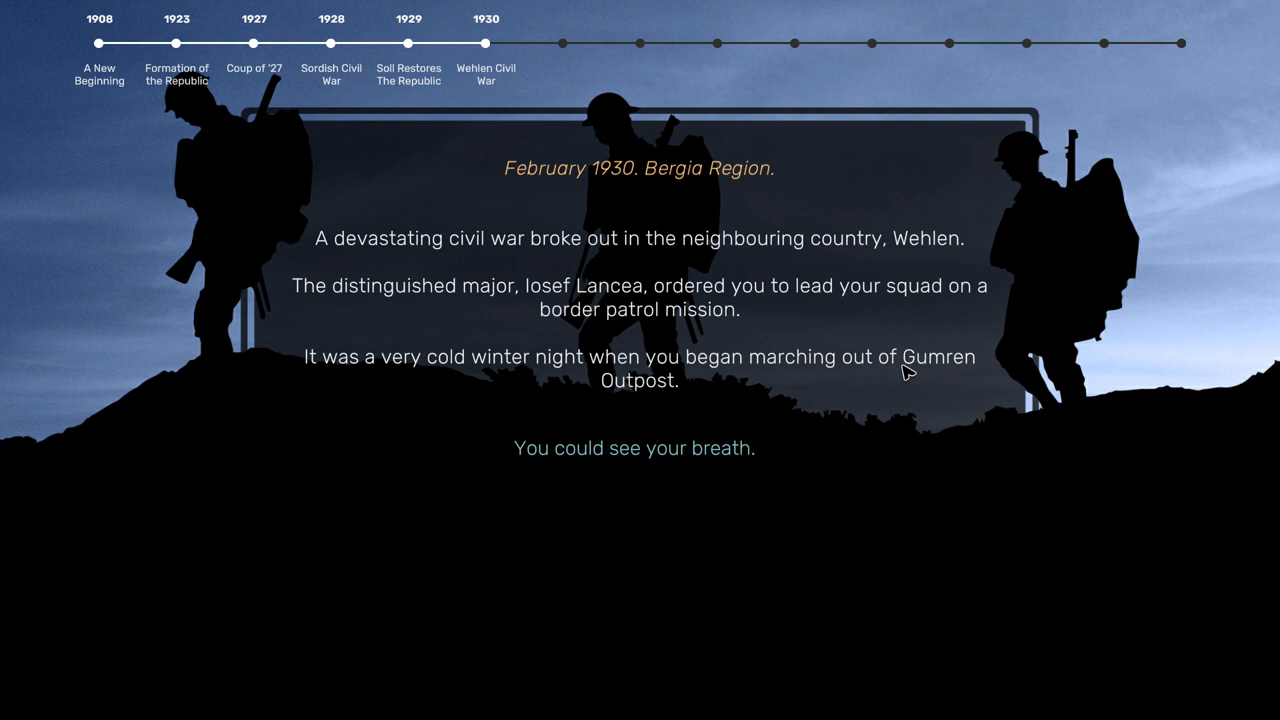 1908
1923
1927
1928
1929
1930
A New
Beginning
Formation of
the Republic
Coup of '27
Sordish Civil
War
Soll Restores
The Republic
Wehlen Civil
War
February 1930. Bergia Region.
A devastating civil war broke out in the neighbouring country, Wehlen.
The distinguished major, Iosef Lancea, ordered you to lead your squad on a
border patrol mission.
It was a very cold winter night when you began marching out of Gumren
Outpost.
You could see your breath.